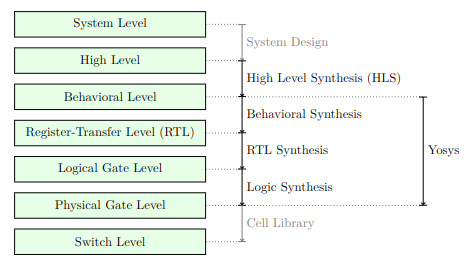 System Level
System Design
High Level
High Level Synthesis (HLS)
Behavioral Level
Behavioral Synthesis
Register-Transfer Level (RTL)
RTL Synthesis
Yosys
Logical Gate Level
Logic Synthesis
Physical Gate Level
Cell Library
Switch Level